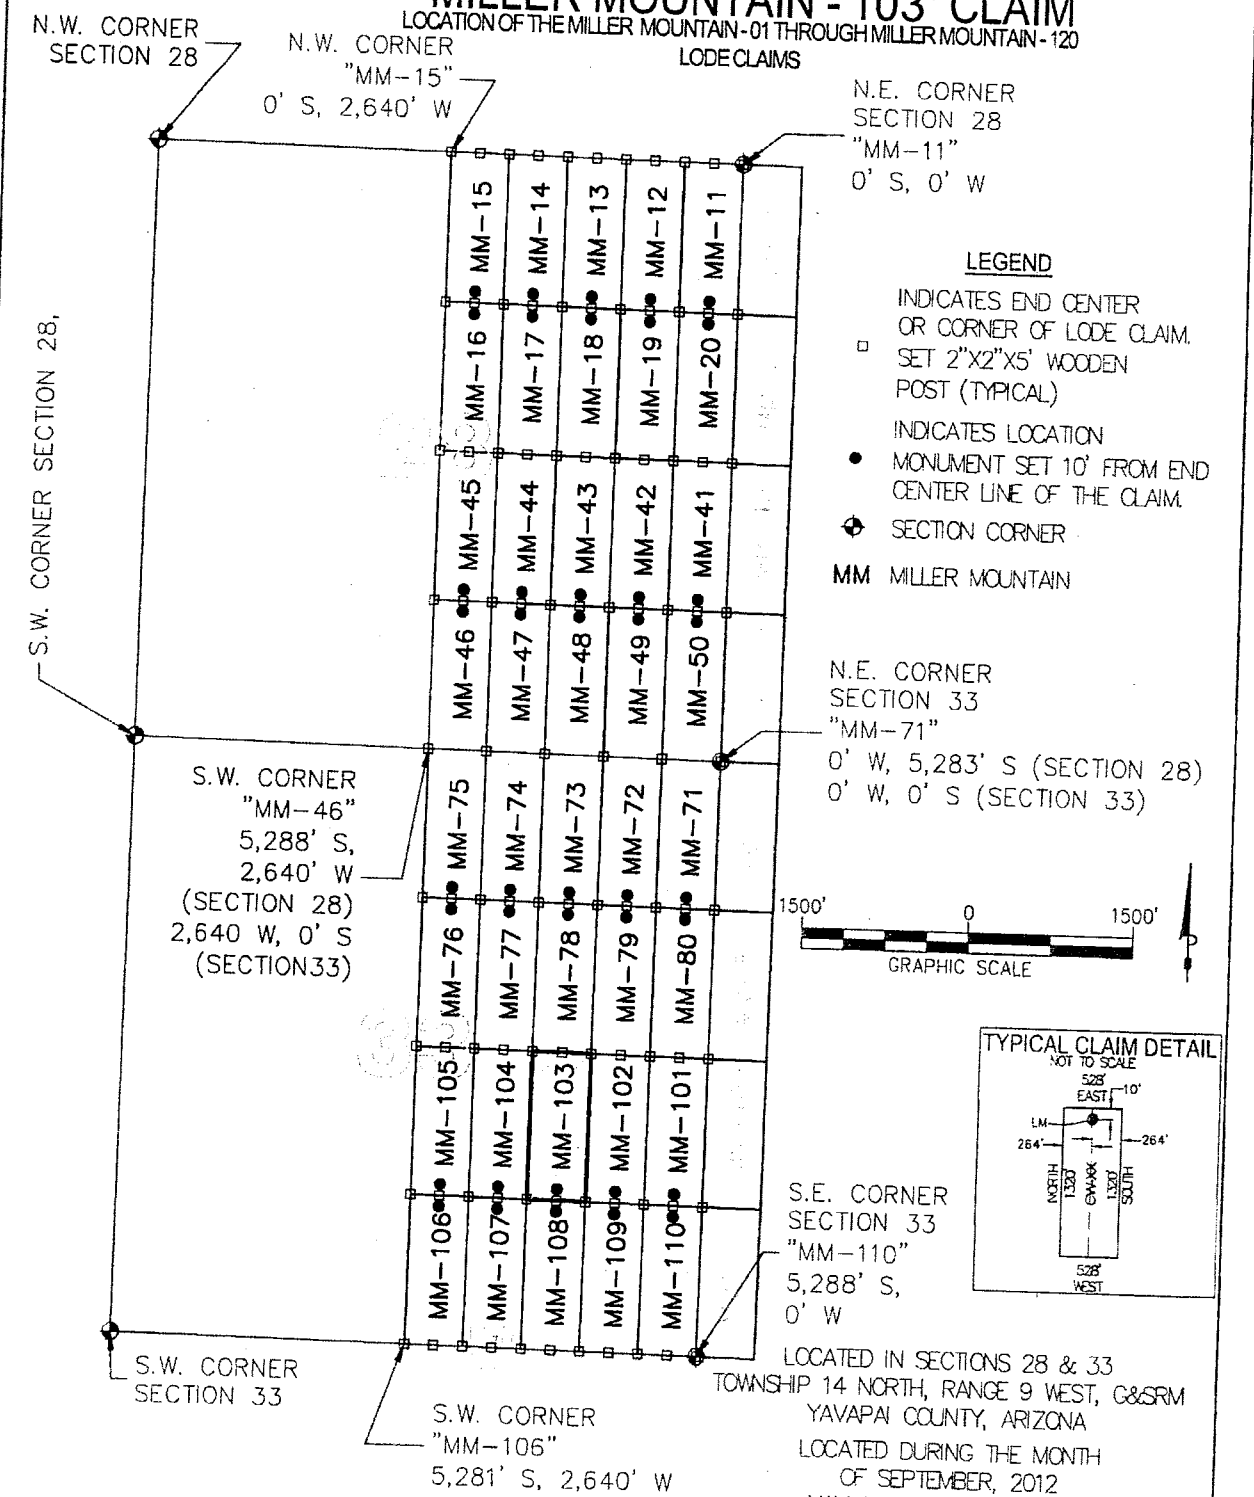 MILLER MOUNTAIN - 103 CLAIM
LOCATION OF THE MILLER MOUNTAIN-01 THROUGH MILLER MOUNTAIN-120
LODE CLAIMS
N.W. CORNER
SECTION 28
N.W. CORNER
"MM-15"
0' S, 2,640' W
N.E. CORNER
SECTION 28
"MM-11"
0' S, 0' W
MM-15
MM-14
MM-13
MM-12
MM-11
MM-16
MM-17
MM-18
MM-19
MM-20
MM-45
MM-44
MM-43
MM-42
MM-41
MM-46
MM-47
MM-48
MM-49
MM-50
MM-75
MM-74
MM-73
MM-72
MM-71
MM-76
MM-77
MM-78
MM-79
MM-80
MM-105
MM-104
MM-103
MM-102
MM-101
MM-106
MM-107
MM-108
MM-109
MM-110
LEGEND
INDICATES END CENTER
OR CORNER OF LODE CLAIM.
SET 2"X2"X5' WOODEN
POST (TYPICAL)
INDICATES LOCATION
MONUMENT SET 10' FROM END
CENTER LINE OF THE CLAIM.
SECTION CORNER
MM MILLER MOUNTAIN
S.W. CORNER SECTION 28,
N.E. CORNER
SECTION 33
"MM-71"
0' W, 5,283' S (SECTION 28)
0' W, 0' S (SECTION 33)
S.W. CORNER
"MM-46"
5,288' S,
2,640' W
(SECTION 28)
2,640 W, 0' S
(SECTION33)
1500' 0 1500'
GRAPHIC SCALE
TYPICAL CLAIM DETAIL
NOT TO SCALE
528'
EAST
10'
LM
264'
264'
NORTH
1320'
1320'
SOUTH
528'
WEST
S.E. CORNER
SECTION 33
"MM-110"
5,288' S,
0' W
S.W. CORNER
SECTION 33
S.W. CORNER
"MM-106"
5,281' S, 2,640' W
LOCATED IN SECTIONS 28 & 33
TOWNSHIP 14 NORTH, RANGE 9 WEST, G&SRM
YAVAPAI COUNTY, ARIZONA
LOCATED DURING THE MONTH
OF SEPTEMBER, 2012